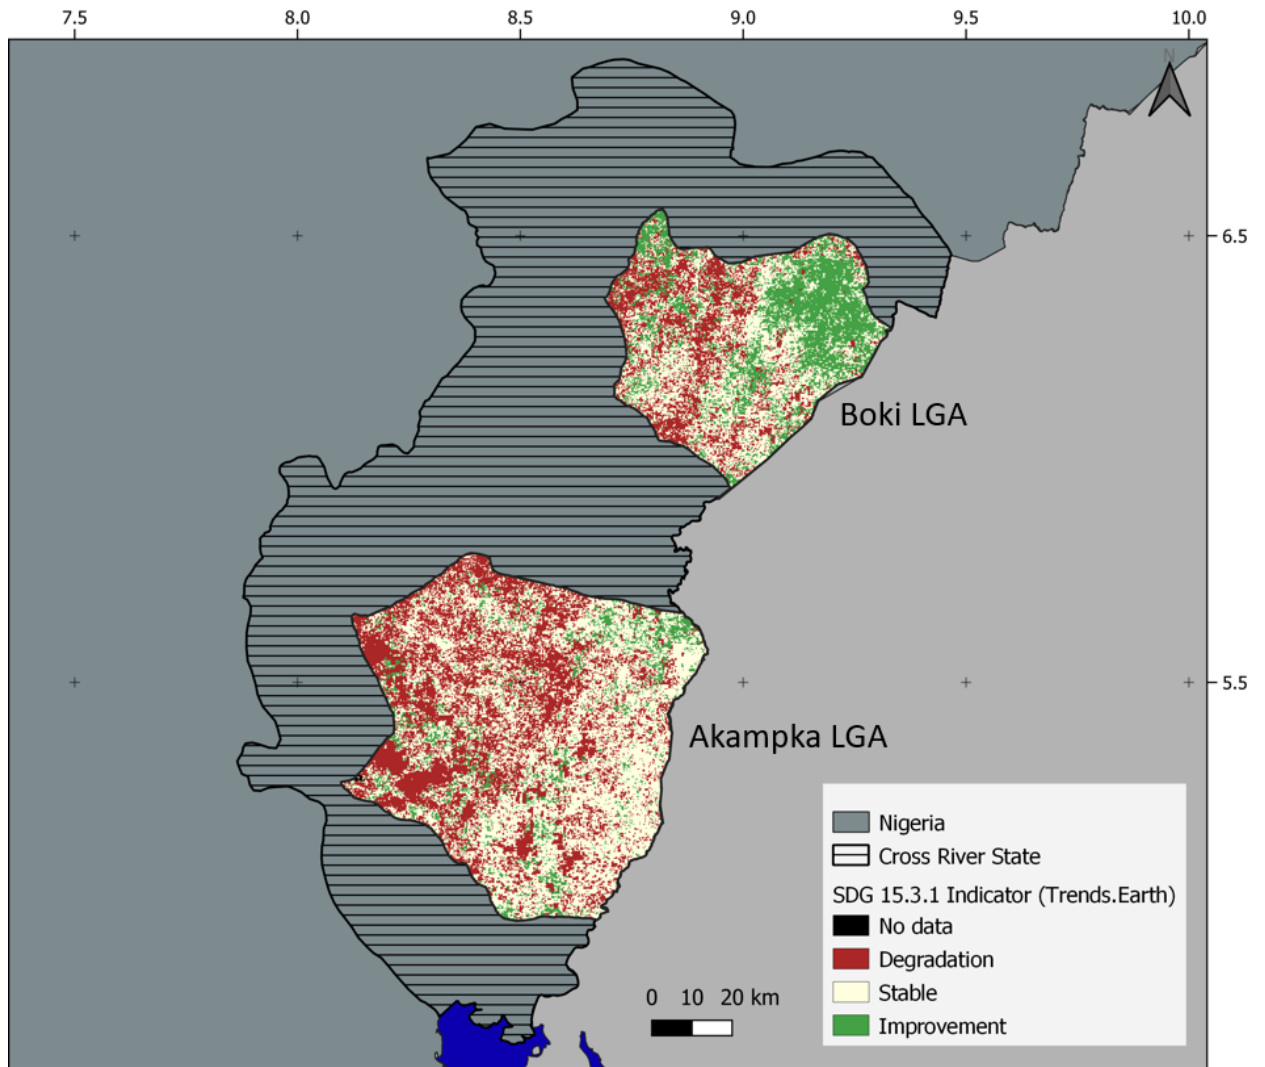 7.5 8.0 8.5 9.0 9.5 10.0
N
6.5
Boki LGA
5.5
Akampka LGA
Nigeria
Cross River State
SDG 15.3.1 Indicator (Trends.Earth)
No data
Degradation
Stable
Improvement
0 10 20 km